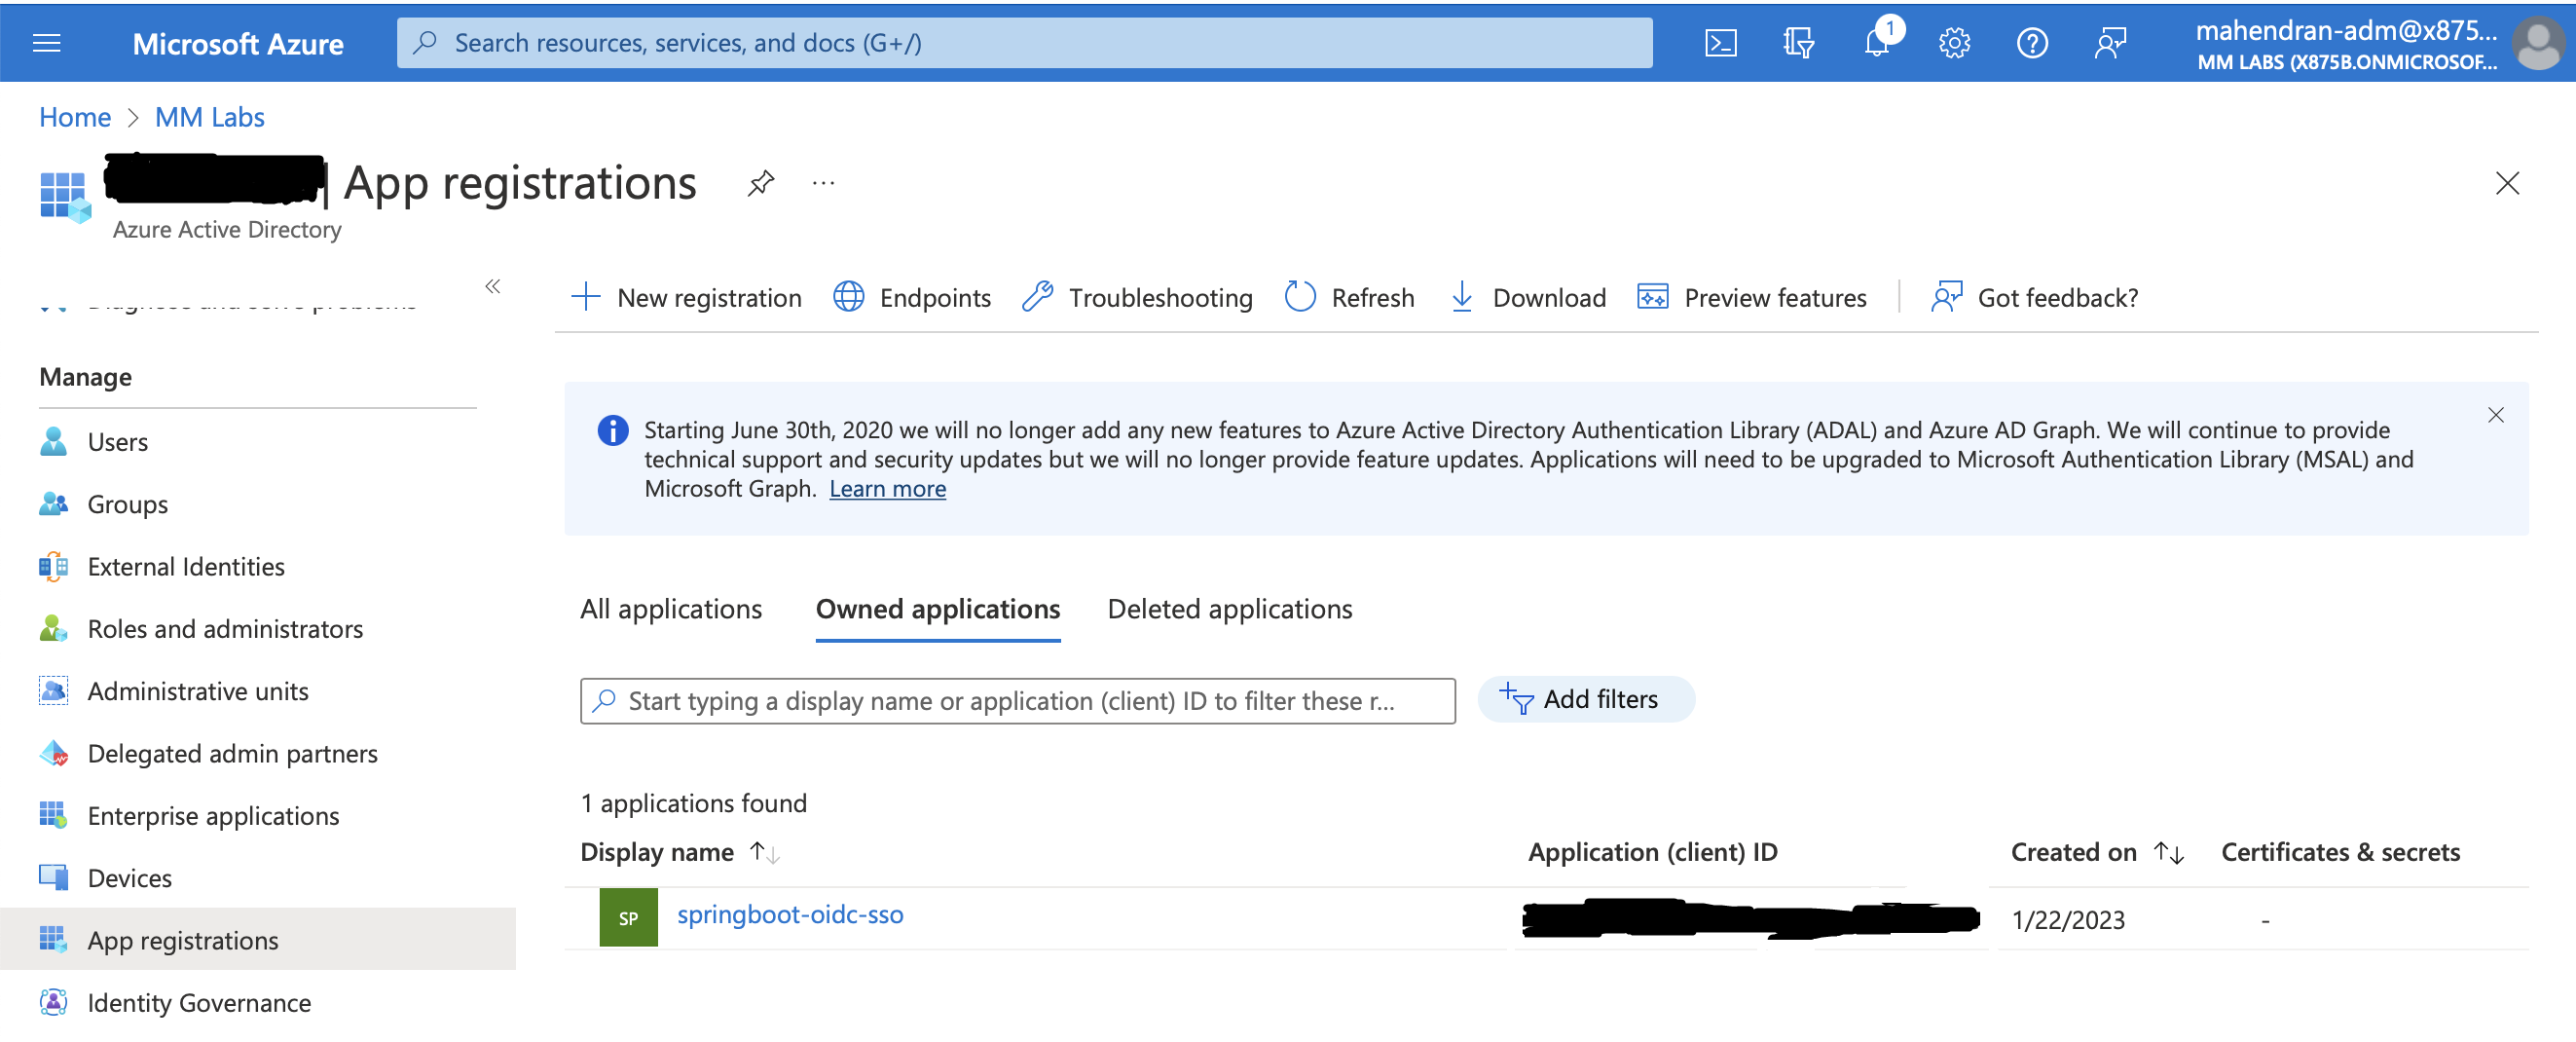 Microsoft Azure
Search resources, services, and docs (G+/)
1
mahendran-adm@x875...
MM LABS (X875B.ONMICROSOF...
Home > MM Labs
| App registrations
...
Azure Active Directory
«
New registration
Endpoints
Troubleshooting
Refresh
Download
Preview features
Got feedback?
Diagnose and solve problems
Manage
Users
Groups
External Identities
Roles and administrators
Administrative units
Delegated admin partners
Enterprise applications
Devices
App registrations
Identity Governance
Starting June 30th, 2020 we will no longer add any new features to Azure Active Directory Authentication Library (ADAL) and Azure AD Graph. We will continue to provide
technical support and security updates but we will no longer provide feature updates. Applications will need to be upgraded to Microsoft Authentication Library (MSAL) and
Microsoft Graph. Learn more
All applications
Owned applications
Deleted applications
Start typing a display name or application (client) ID to filter these r...
Add filters
1 applications found
Display name
Application (client) ID
Created on
Certificates & secrets
SP
springboot-oidc-sso
1/22/2023
-